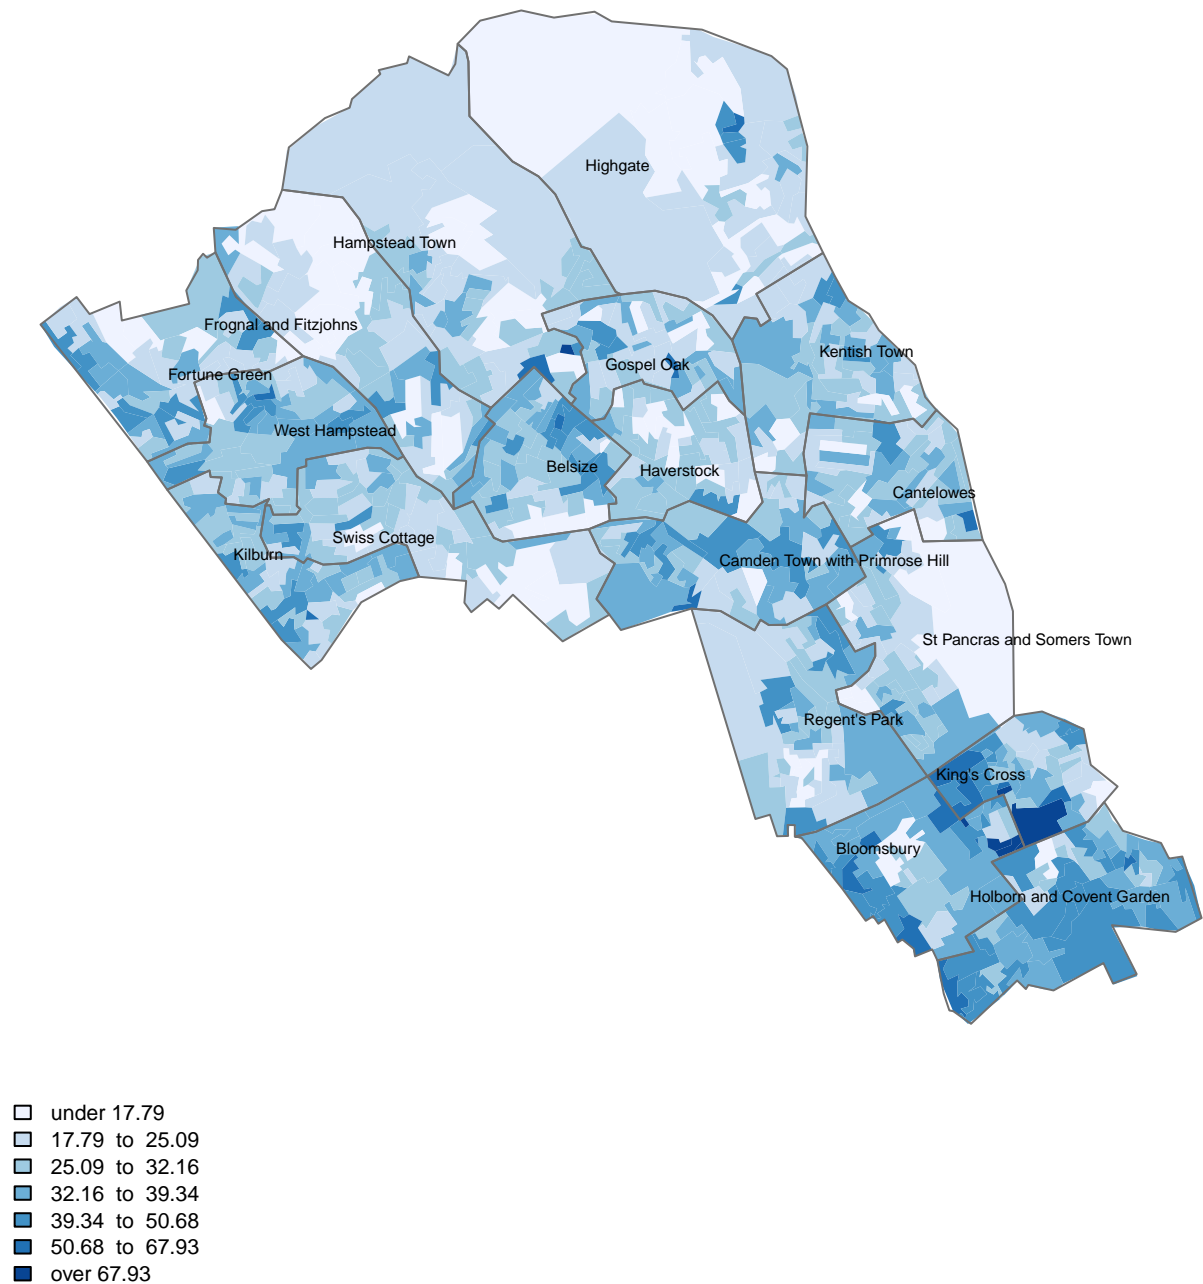 Highgate
Hampstead Town
Frognal and Fitzjohns
Kentish Town
Gospel Oak
Fortune Green
West Hampstead
Belsize
Haverstock
Cantelowes
Swiss Cottage
Kilburn
Camden Town with Primrose Hill
St Pancras and Somers Town
Regent's Park
King's Cross
Bloomsbury
Holborn and Covent Garden
under 17.79
17.79 to 25.09
25.09 to 32.16
32.16 to 39.34
39.34 to 50.68
50.68 to 67.93
over 67.93